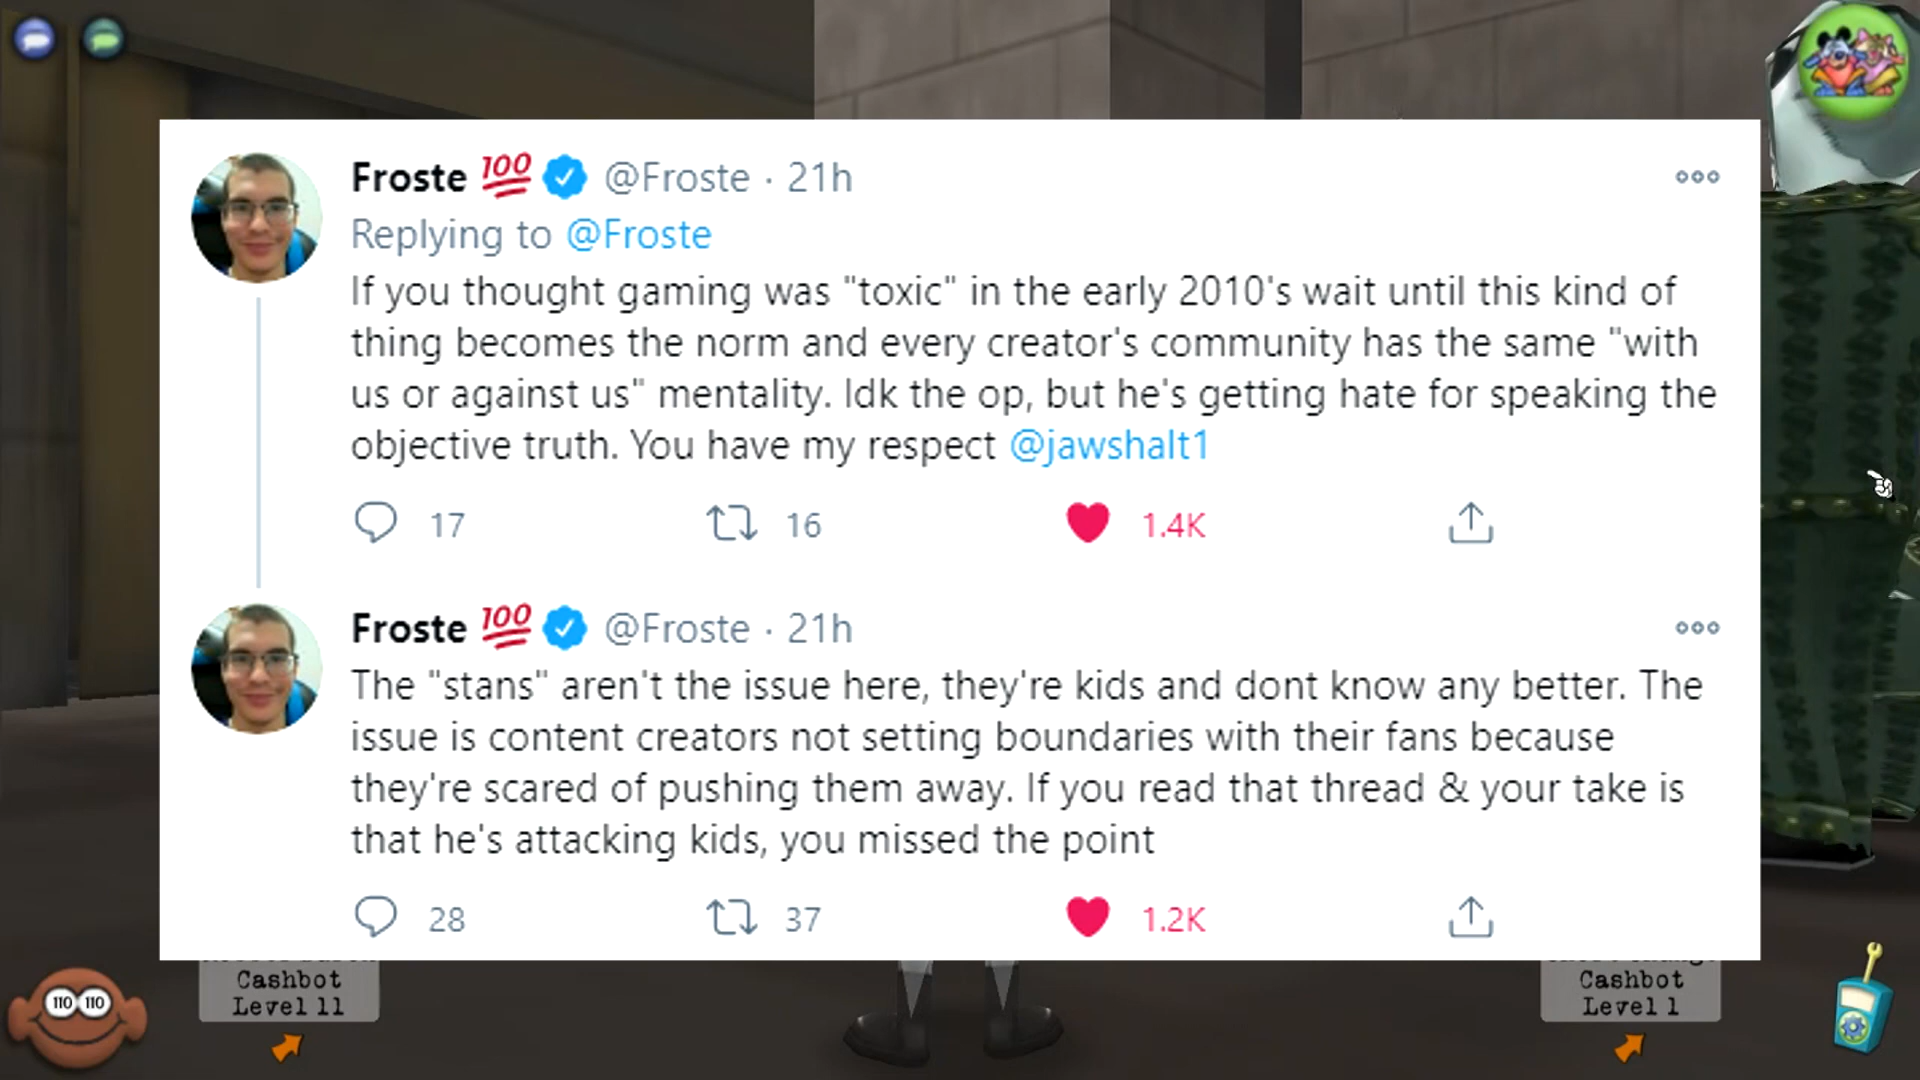 Froste 💯 @Froste · 21h
Replying to @Froste
If you thought gaming was "toxic" in the early 2010's wait until this kind of
thing becomes the norm and every creator's community has the same "with
us or against us" mentality. Idk the op, but he's getting hate for speaking the
objective truth. You have my respect @jawshalt1
17 16 1.4K
Froste 💯 @Froste · 21h
The "stans" aren't the issue here, they're kids and dont know any better. The
issue is content creators not setting boundaries with their fans because
they're scared of pushing them away. If you read that thread & your take is
that he's attacking kids, you missed the point
28 37 1.2K
110 110
Cashbot
Level 11
Cashbot
Level 1